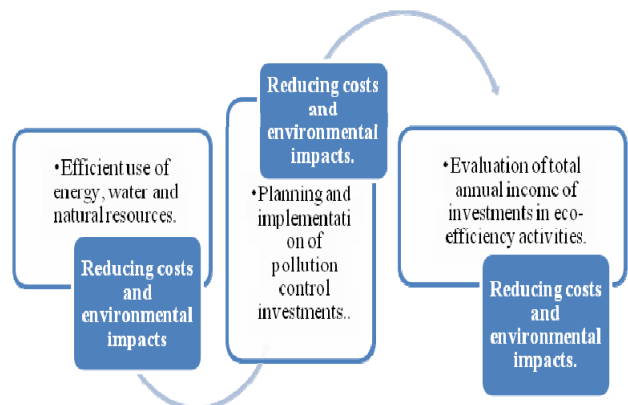 •Efficient use of
energy, water and
natural resources.
Reducing costs
and
environmental
impacts
Reducing costs
and
environmental
impacts.
•Planning and
implementati
on of
pollution
control
investments..
•Evaluation of total
annual income of
investments in eco-
efficiency activities.
Reducing costs
and
environmental
impacts.